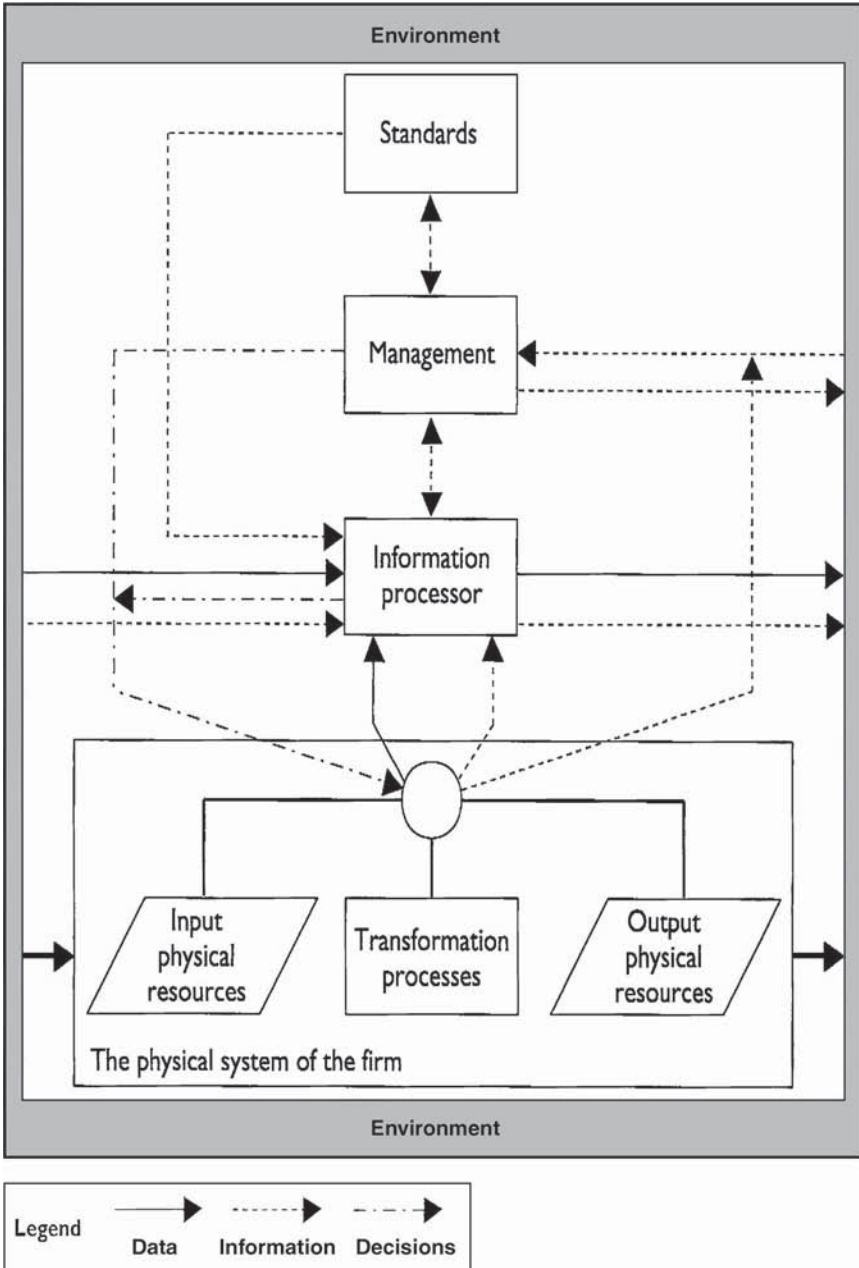 Environment
Standards
Management
Information
processor
Input
physical
resources
Transformation
processes
Output
physical
resources
The physical system of the firm
Environment
Legend
Data
Information
Decisions